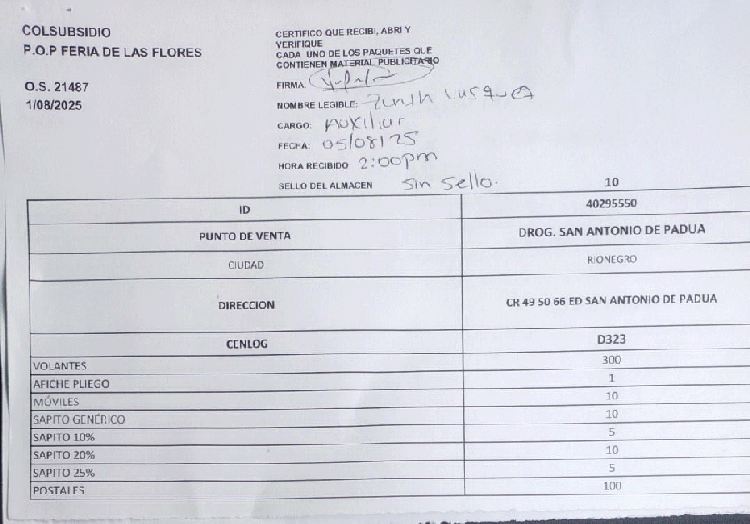 COLSUBSIDIO
P.O.P FERIA DE LAS FLORES
O.S. 21487
1/08/2025
CERTIFICO QUE RECIBI, ABRI Y
VERIFIQUE
CADA UNO DE LOS PAQUETES QUE
CONTIENEN MATERIAL PUBLICITARIO
FIRMA
NOMBRE LEGIBLE:
CARGO: Auxiliar
FECHA: 05/08/25
HORA RECIBIDO 2:00pm
SELLO DEL ALMACEN Sin Sello. 10
ID 40295550
PUNTO DE VENTA DROG. SAN ANTONIO DE PADUA
CIUDAD RIONEGRO
DIRECCION CR 49 50 66 ED SAN ANTONIO DE PADUA
CENLOG D323
VOLANTES 300
AFICHE PLIEGO 1
MÓVILES 10
SAPITO GENÉRICO 10
SAPITO 10% 5
SAPITO 20% 10
SAPITO 25% 5
POSTALES 100